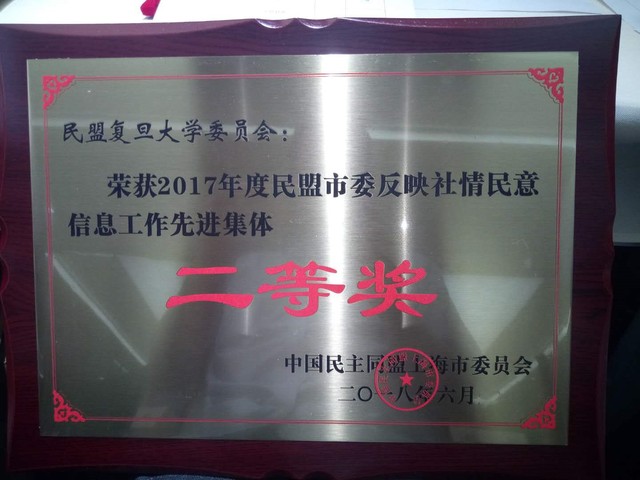 民盟复旦大学委员会：
荣获2017年度民盟市委反映社情民意
信息工作先进集体
二等奖
中国民主同盟上海市委员会
二〇一八年六月